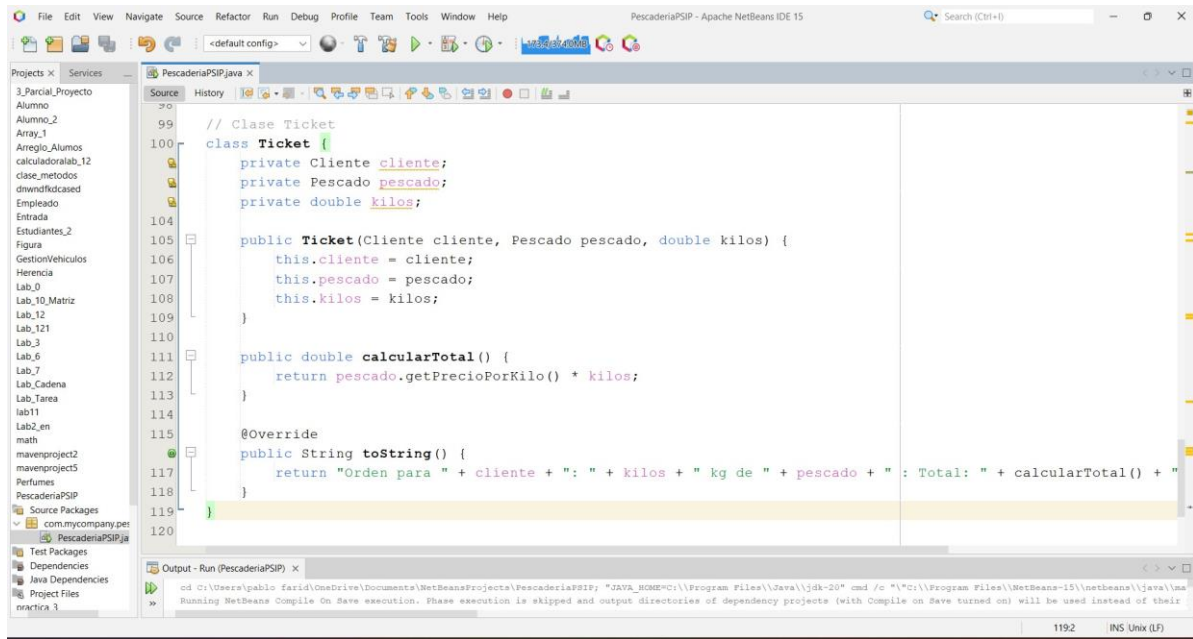 File Edit View Navigate Source Refactor Run Debug Profile Team Tools Window Help PescaderiaPSIP - Apache NetBeans IDE 15 Search (Ctrl+I)
<default config>
Projects Services
PescaderiaPSIP.java
Source History
3_Parcial_Proyecto
Alumno
Alumno_2
Array_1
Arreglo_Alumos
calculadoralab_12
clase_metodos
dnwndfkdcased
Empleado
Entrada
Estudiantes_2
Figura
GestionVehiculos
Herencia
Lab_0
Lab_10_Matriz
Lab_12
Lab_121
Lab_3
Lab_6
Lab_7
Lab_Cadena
Lab_Tarea
lab11
Lab2_en
math
mavenproject2
mavenproject5
Perfumes
PescaderiaPSIP
Source Packages
com.mycompany.pes
PescaderiaPSIP.ja
Test Packages
Dependencies
Java Dependencies
Project Files
practica_3
98
99 // Clase Ticket
100 class Ticket {
private Cliente cliente;
private Pescado pescado;
private double kilos;
104
105 public Ticket(Cliente cliente, Pescado pescado, double kilos) {
106 this.cliente = cliente;
107 this.pescado = pescado;
108 this.kilos = kilos;
109 }
110
111 public double calcularTotal() {
112 return pescado.getPrecioPorKilo() * kilos;
113 }
114
115 @Override
public String toString() {
117 return "Orden para " + cliente + ": " + kilos + " kg de " + pescado + " : Total: " + calcularTotal() + "
118 }
119 }
120
Output - Run (PescaderiaPSIP)
cd C:\Users\pablo farid\OneDrive\Documents\NetBeansProjects\PescaderiaPSIP; "JAVA_HOME=C:\\Program Files\\Java\\jdk-20" cmd /c "\"C:\\Program Files\\NetBeans-15\\netbeans\\java\\ma
Running NetBeans Compile On Save execution. Phase execution is skipped and output directories of dependency projects (with Compile on Save turned on) will be used instead of their
119:2 INS Unix (LF)